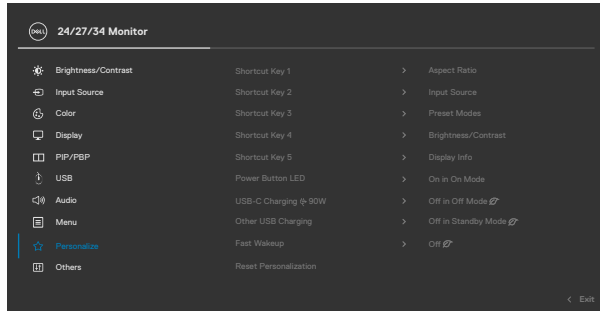 DELL 24/27/34 Monitor
Brightness/Contrast Shortcut Key 1 > Aspect Ratio
Input Source Shortcut Key 2 > Input Source
Color Shortcut Key 3 > Preset Modes
Display Shortcut Key 4 > Brightness/Contrast
PIP/PBP Shortcut Key 5 > Display Info
USB Power Button LED > On in On Mode
Audio USB-C Charging 90W > Off in Off Mode
Menu Other USB Charging > Off in Standby Mode
Personalize Fast Wakeup > Off
Others Reset Personalization
< Exit